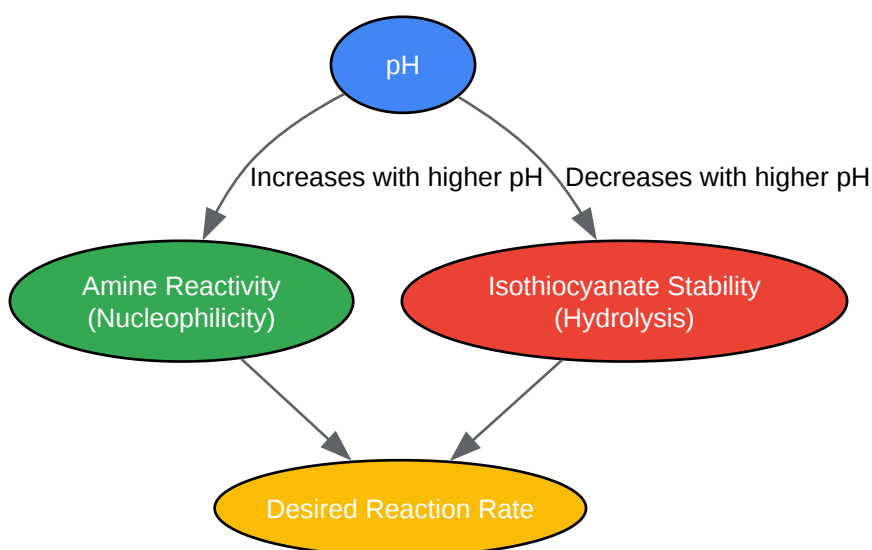 pH
Increases with higher pH
Decreases with higher pH
Amine Reactivity
(Nucleophilicity)
Isothiocyanate Stability
(Hydrolysis)
Desired Reaction Rate